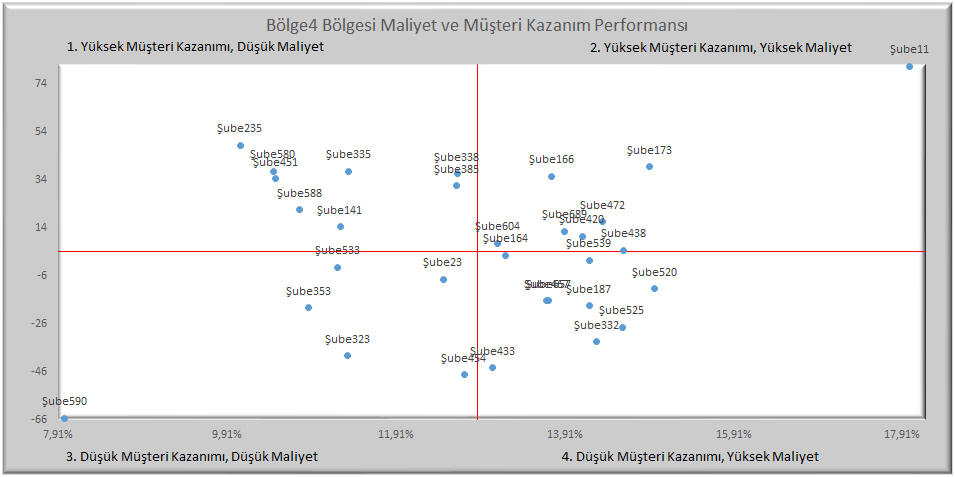 Bölge4 Bölgesi Maliyet ve Müşteri Kazanım Performansı
1. Yüksek Müşteri Kazanımı, Düşük Maliyet
2. Yüksek Müşteri Kazanımı, Yüksek Maliyet
Şube11
74
54
Şube235
Şube580
Şube451
Şube335
Şube338
Şube385
Şube166
Şube173
34
Şube588
Şube141
Şube472
Şube689
Şube420
14
Şube604
Şube164
Şube438
Şube539
Şube533
Şube23
-6
Şube520
Şube353
Şube187
Şube525
-26
Şube332
Şube323
Şube433
Şube454
-46
Şube590
-66
7,91%
9,91%
11,91%
13,91%
15,91%
17,91%
3. Düşük Müşteri Kazanımı, Düşük Maliyet
4. Düşük Müşteri Kazanımı, Yüksek Maliyet